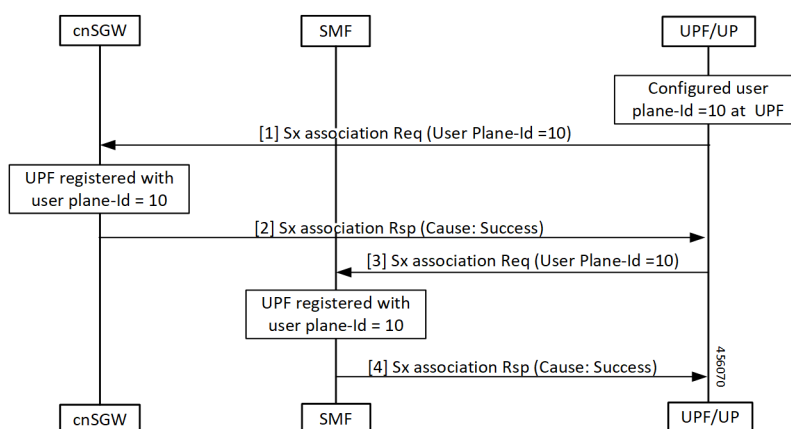 cnSGW
SMF
UPF/UP
Configured user
plane-Id =10 at UPF
[1] Sx association Req (User Plane-Id =10)
UPF registered with
user plane-Id = 10
[2] Sx association Rsp (Cause: Success)
[3] Sx association Req (User Plane-Id =10)
UPF registered with
user plane-Id = 10
[4] Sx association Rsp (Cause: Success)
456070
cnSGW
SMF
UPF/UP